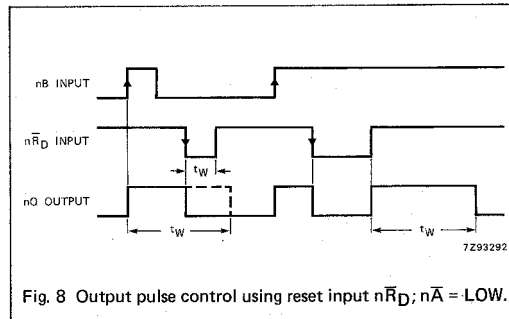 nB INPUT
nR̅D INPUT
tW
nQ OUTPUT
tW
tW
7Z93292
Fig. 8 Output pulse control using reset input nR̅D; nA̅ = LOW.